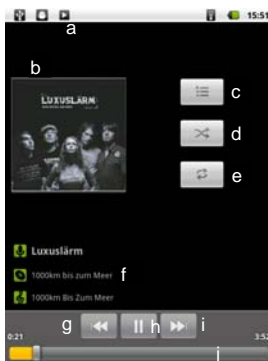 15:51
a
b
LUXUSLÄRM
c
d
e
Luxuslärm
1000km bis zum Meer f
1000km Bis Zum Meer
g h i
0:21 3:52
j